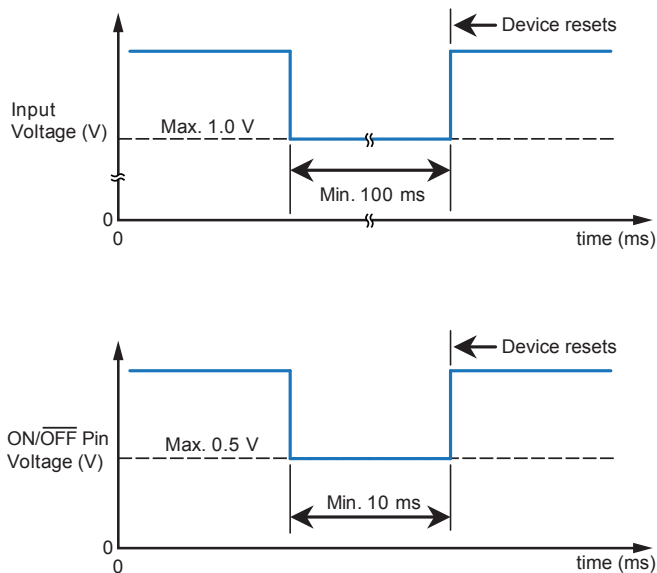 Device resets
Input
Voltage (V)
Max. 1.0 V
Min. 100 ms
0
0
time (ms)
Device resets
ON/O̅F̅F̅ Pin
Voltage (V)
Max. 0.5 V
Min. 10 ms
0
0
time (ms)